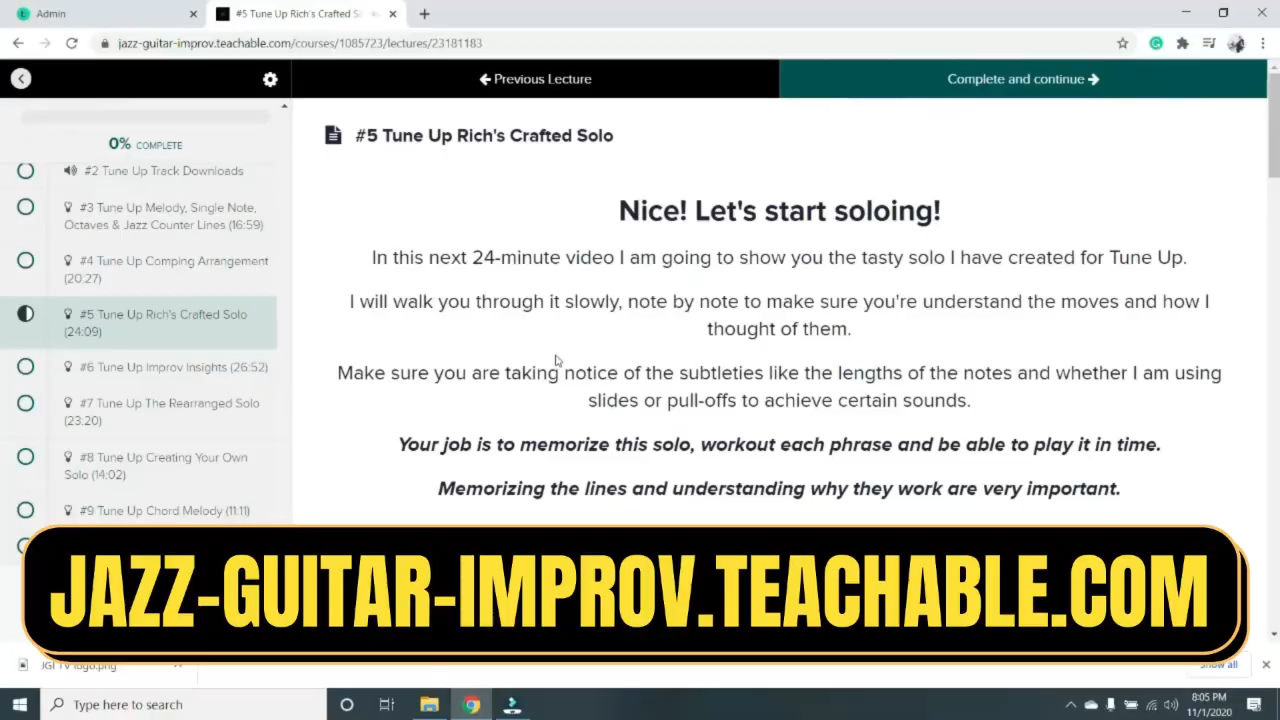 Admin
#5 Tune Up Rich's Crafted S
jazz-guitar-improv.teachable.com/courses/1085723/lectures/23181183
Previous Lecture
Complete and continue
0% COMPLETE
#2 Tune Up Track Downloads
#3 Tune Up Melody, Single Note,
Octaves & Jazz Counter Lines (16:59)
#4 Tune Up Comping Arrangement
(20:27)
#5 Tune Up Rich's Crafted Solo
(24:09)
#6 Tune Up Improv Insights (26:52)
#7 Tune Up The Rearranged Solo
(23:20)
#8 Tune Up Creating Your Own
Solo (14:02)
#9 Tune Up Chord Melody (11:11)
#5 Tune Up Rich's Crafted Solo
Nice! Let's start soloing!
In this next 24-minute video I am going to show you the tasty solo I have created for Tune Up.
I will walk you through it slowly, note by note to make sure you're understand the moves and how I
thought of them.
Make sure you are taking notice of the subtleties like the lengths of the notes and whether I am using
slides or pull-offs to achieve certain sounds.
Your job is to memorize this solo, workout each phrase and be able to play it in time.
Memorizing the lines and understanding why they work are very important.
JAZZ-GUITAR-IMPROV.TEACHABLE.COM
JGI TV logo.png
Show all
Type here to search
8:05 PM
11/1/2020